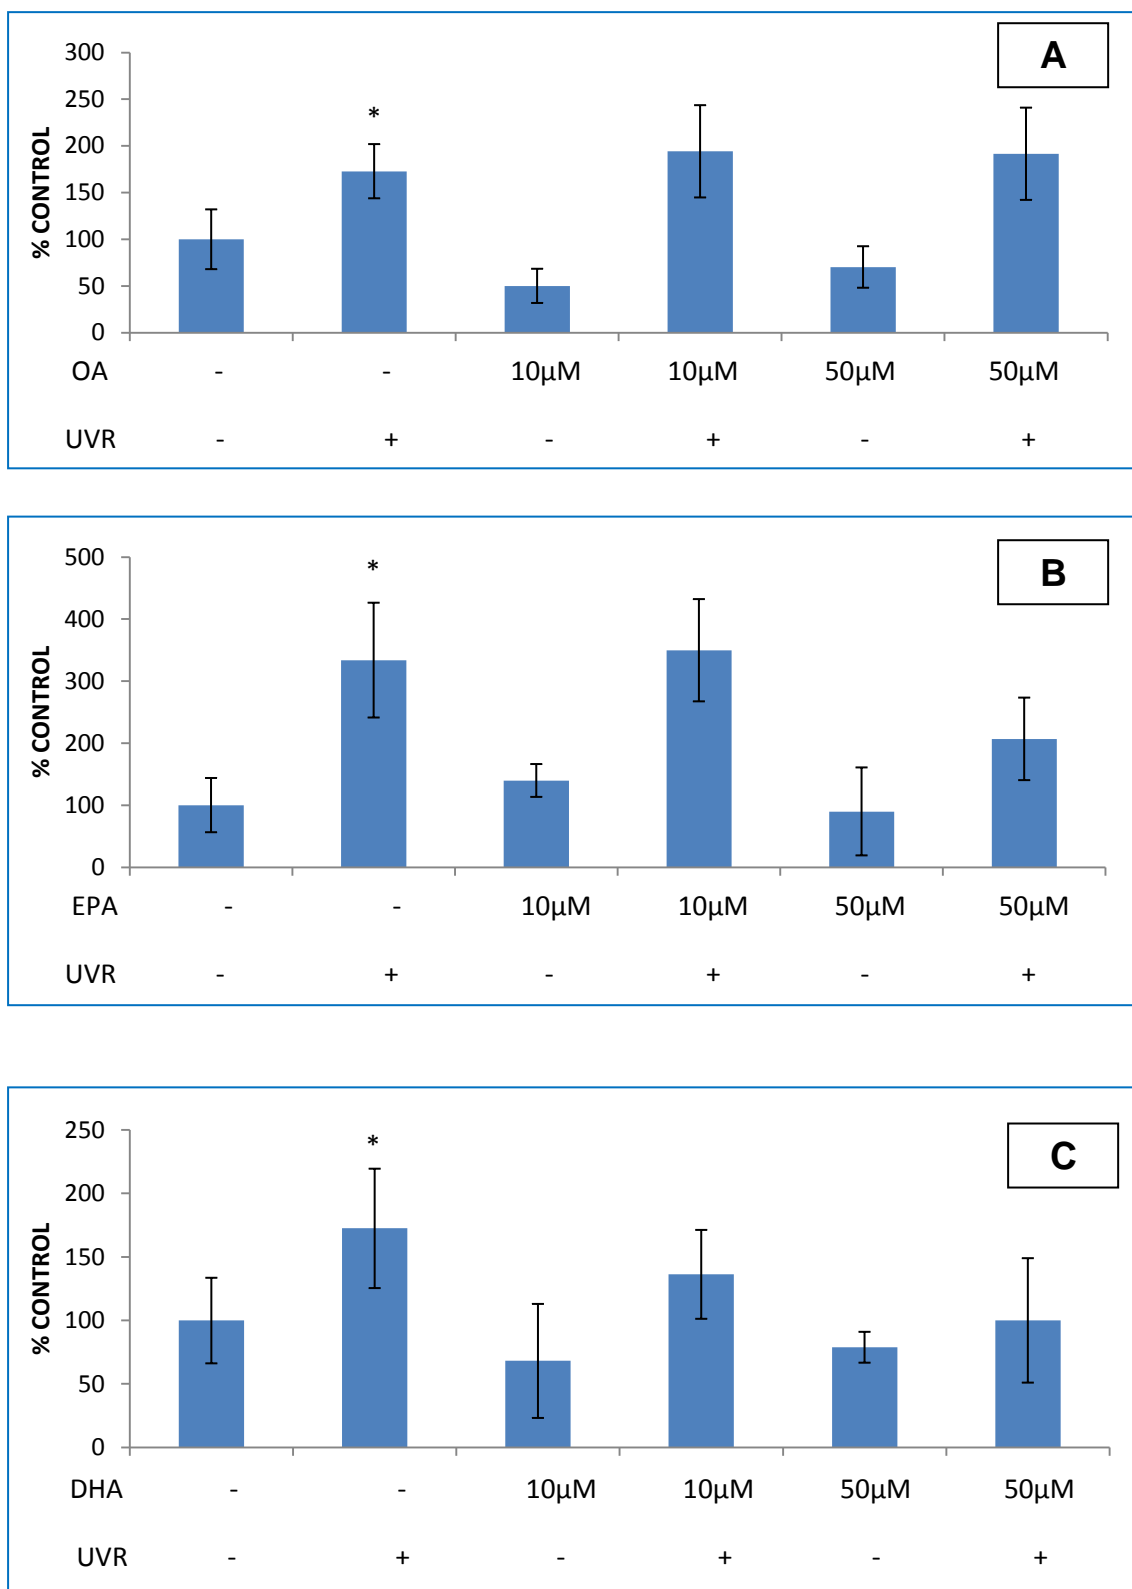 A
300
250
200
150
100
50
0
% CONTROL
*
OA - - 10µM 10µM 50µM 50µM
UVR - + - + - +
B
500
400
300
200
100
0
% CONTROL
*
EPA - - 10µM 10µM 50µM 50µM
UVR - + - + - +
C
250
200
150
100
50
0
% CONTROL
*
DHA - - 10µM 10µM 50µM 50µM
UVR - + - + - +